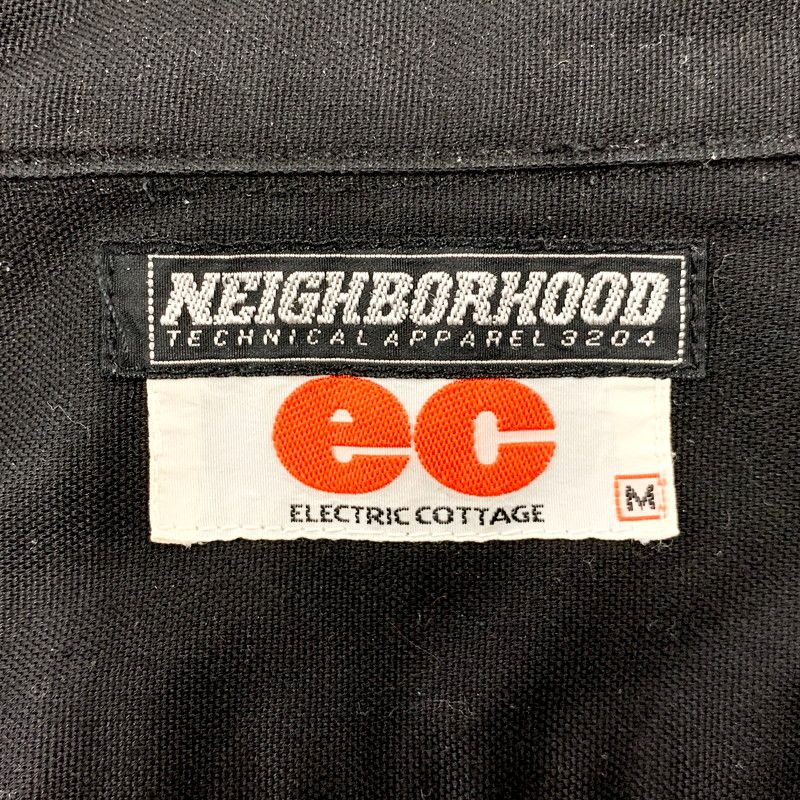 NEIGHBORHOOD
TECHNICAL APPAREL 3204
ec
ELECTRIC COTTAGE
M